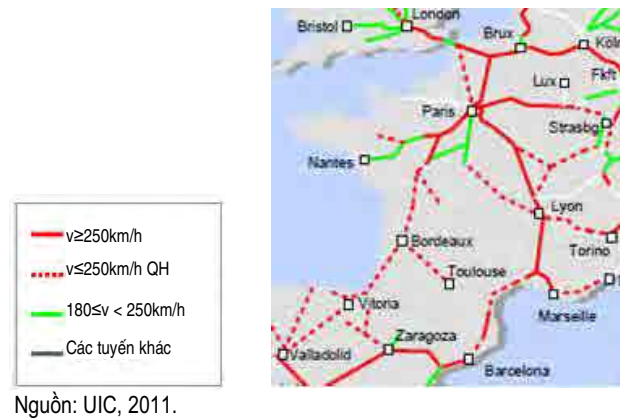 London
Bristol
Brux
Köln
Lux
Fkft
Paris
Strasbg
Nantes
Lyon
Bordeaux
Torino
Toulouse
Vitoria
Marseille
Zaragoza
Valladolid
Barcelona
v≥250km/h
v≤250km/h QH
180≤v < 250km/h
Các tuyến khác
Nguồn: UIC, 2011.